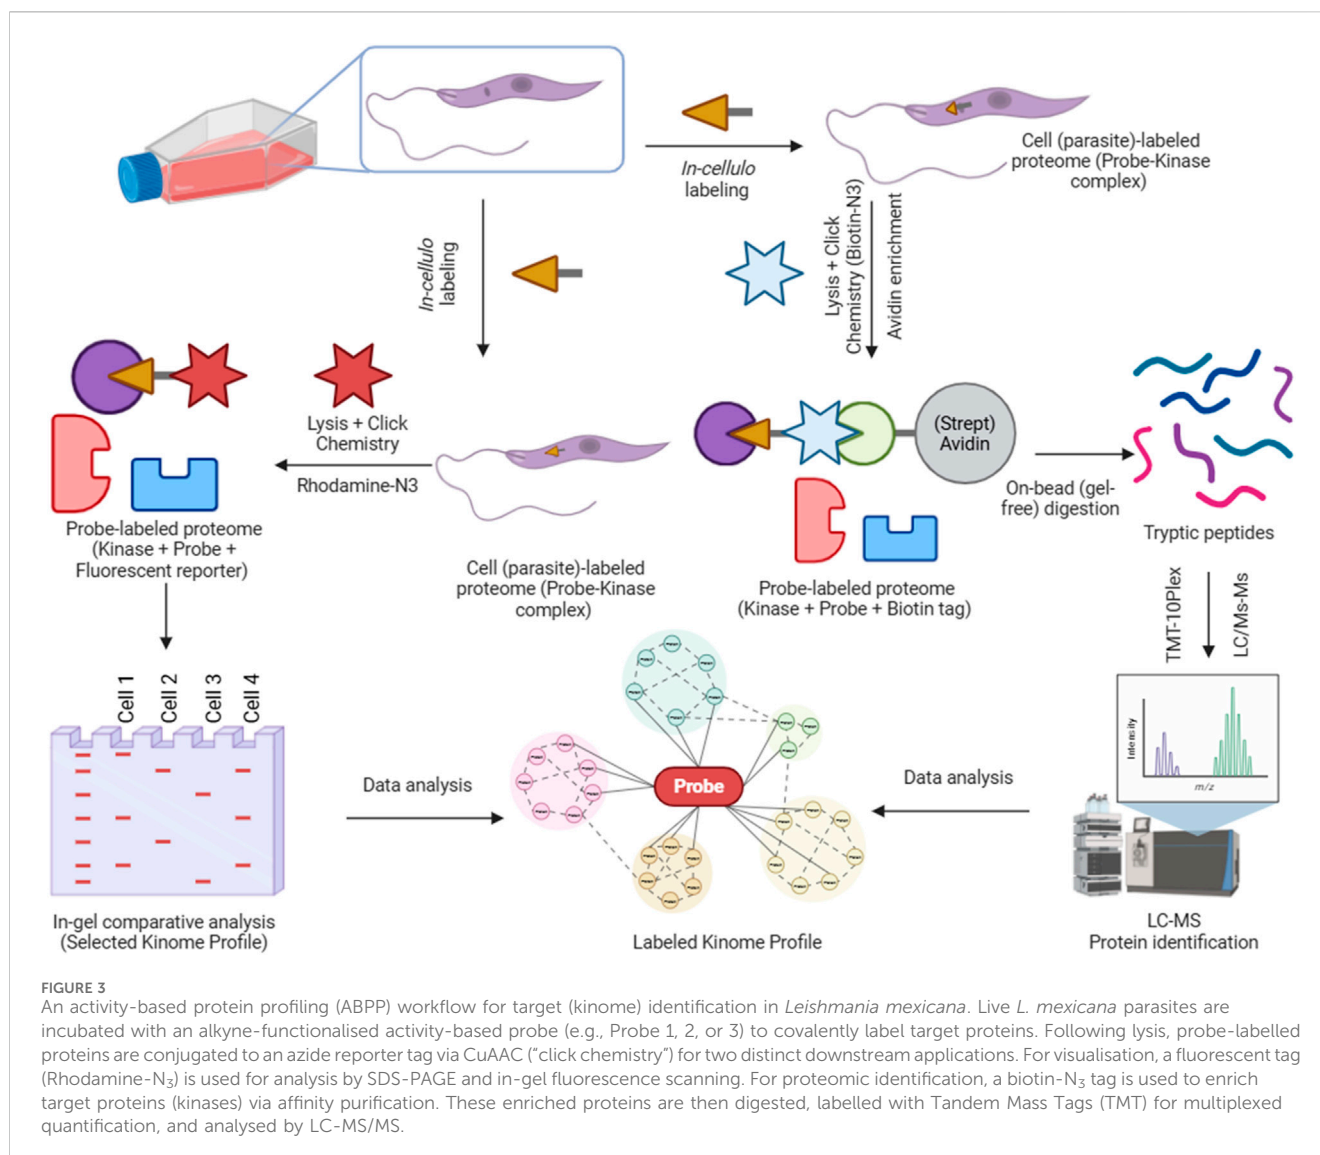 In-cellulo
labeling
Cell (parasite)-labeled
proteome (Probe-Kinase
complex)
In-cellulo
labeling
Lysis + Click
Chemistry (Biotin-N3)
Avidin enrichment
Lysis + Click
Chemistry
Rhodamine-N3
(Strept)
Avidin
On-bead (gel-
free) digestion
Tryptic peptides
Probe-labeled proteome
(Kinase + Probe +
Fluorescent reporter)
Cell (parasite)-labeled
proteome (Probe-Kinase
complex)
Probe-labeled proteome
(Kinase + Probe + Biotin tag)
TMT-10Plex
LC/Ms-Ms
Cell 1
Cell 2
Cell 3
Cell 4
Data analysis
Probe
Data analysis
Intensity
m/z
In-gel comparative analysis
(Selected Kinome Profile)
Labeled Kinome Profile
LC-MS
Protein identification
FIGURE 3
An activity-based protein profiling (ABPP) workflow for target (kinome) identification in Leishmania mexicana. Live L. mexicana parasites are
incubated with an alkyne-functionalised activity-based probe (e.g., Probe 1, 2, or 3) to covalently label target proteins. Following lysis, probe-labelled
proteins are conjugated to an azide reporter tag via CuAAC (“click chemistry”) for two distinct downstream applications. For visualisation, a fluorescent tag
(Rhodamine-N₃) is used for analysis by SDS-PAGE and in-gel fluorescence scanning. For proteomic identification, a biotin-N₃ tag is used to enrich
target proteins (kinases) via affinity purification. These enriched proteins are then digested, labelled with Tandem Mass Tags (TMT) for multiplexed
quantification, and analysed by LC-MS/MS.